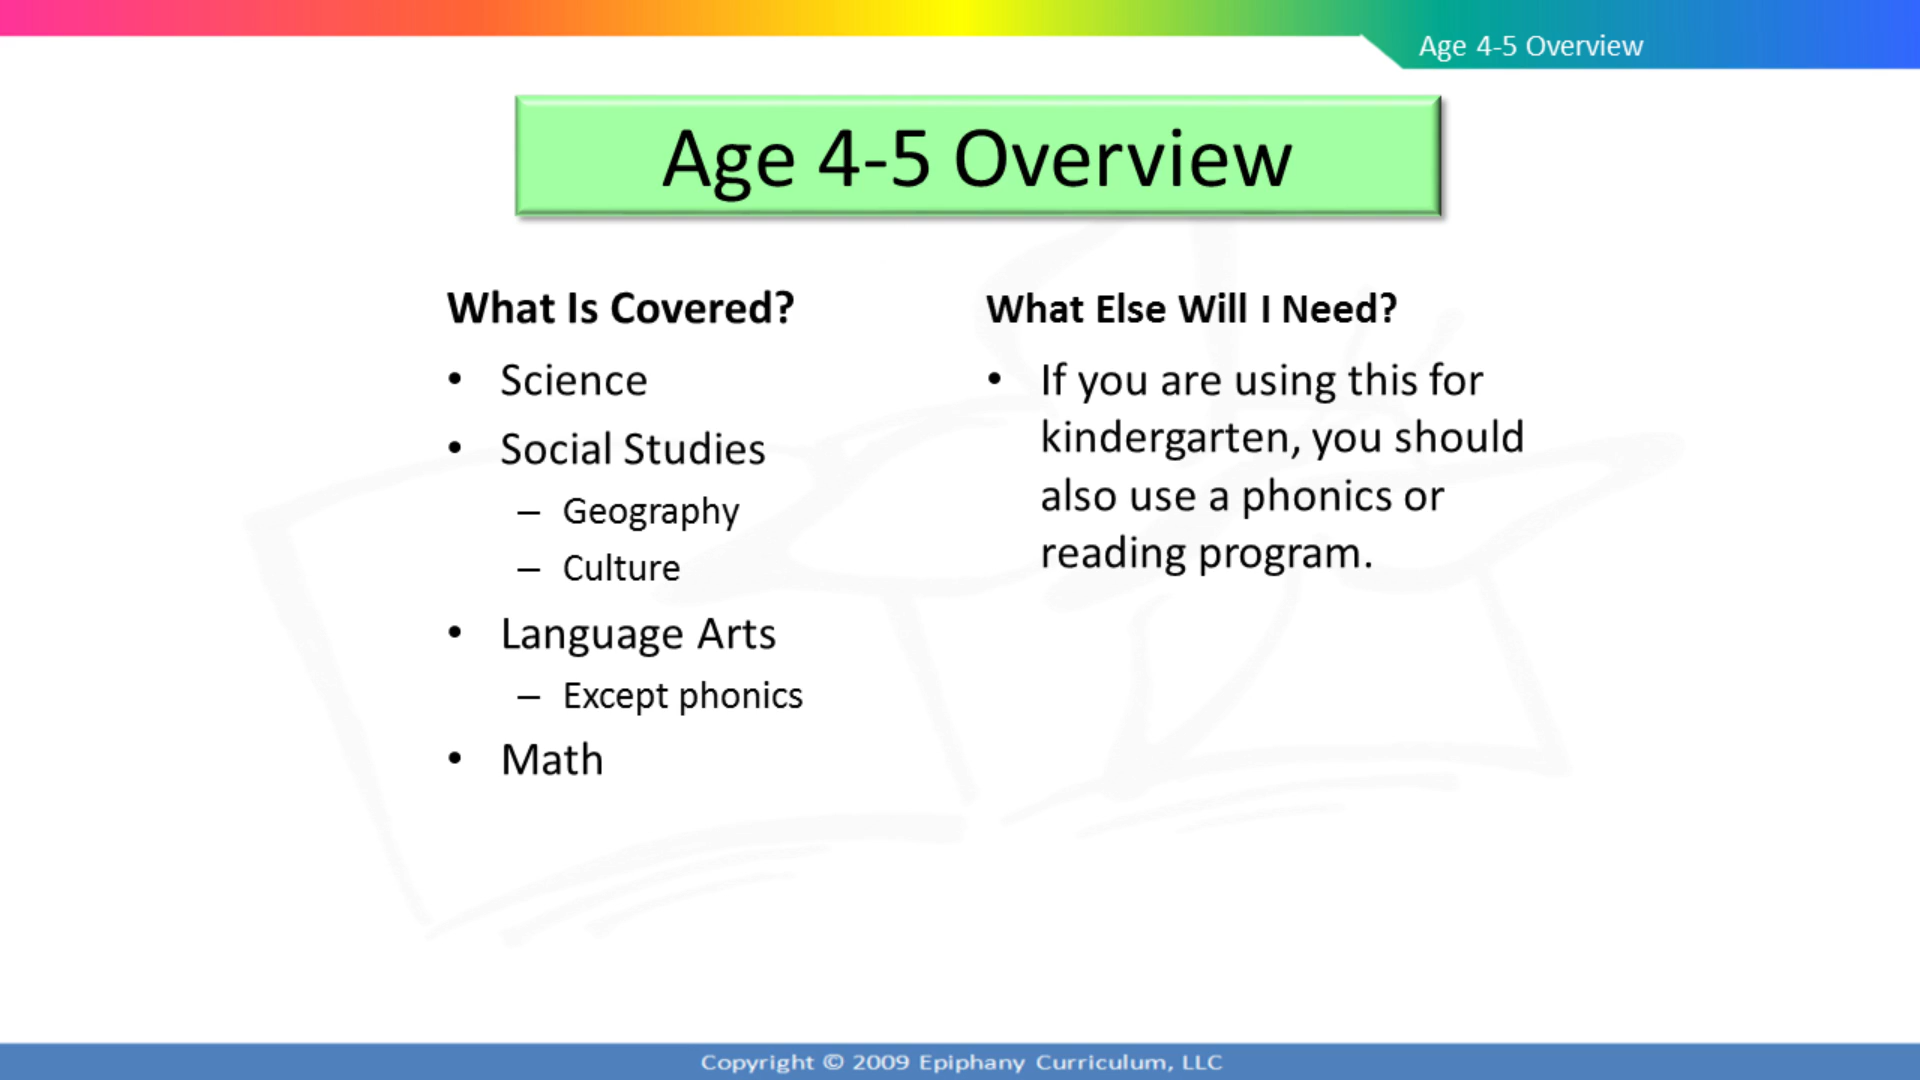 Age 4-5 Overview
Age 4-5 Overview
What Is Covered?
• Science
• Social Studies
– Geography
– Culture
• Language Arts
– Except phonics
• Math
What Else Will I Need?
• If you are using this for
kindergarten, you should
also use a phonics or
reading program.
Copyright © 2009 Epiphany Curriculum, LLC